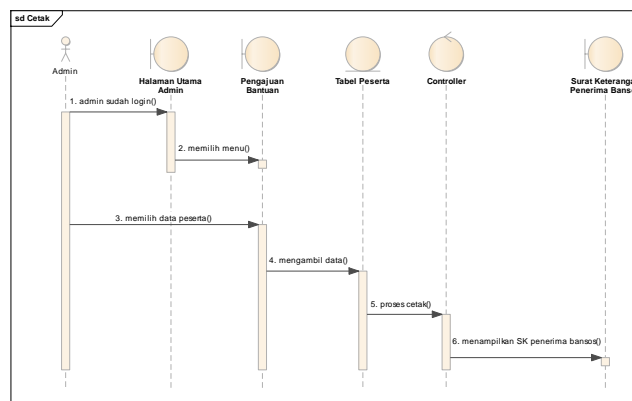 sd Cetak
Admin
Halaman Utama
Admin
Pengajuan
Bantuan
Tabel Peserta
Controller
Surat Keteranga
Penerima Banso
1. admin sudah login()
2. memilih menu()
3. memilih data peserta()
4. mengambil data()
5. proses cetak()
6. menampilkan SK penerima bansos()